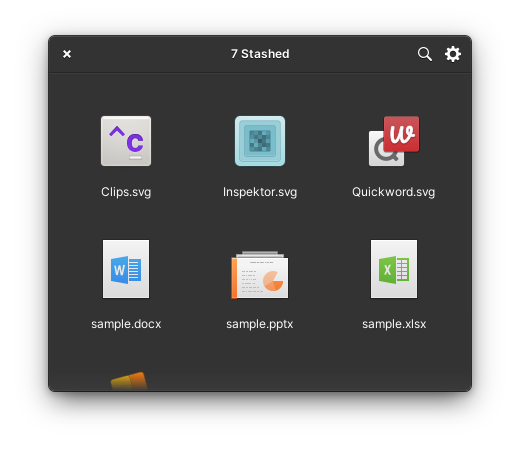 7 Stashed
^c
w
Clips.svg
Inspektor.svg
Quickword.svg
W
X
sample.docx
sample.pptx
sample.xlsx